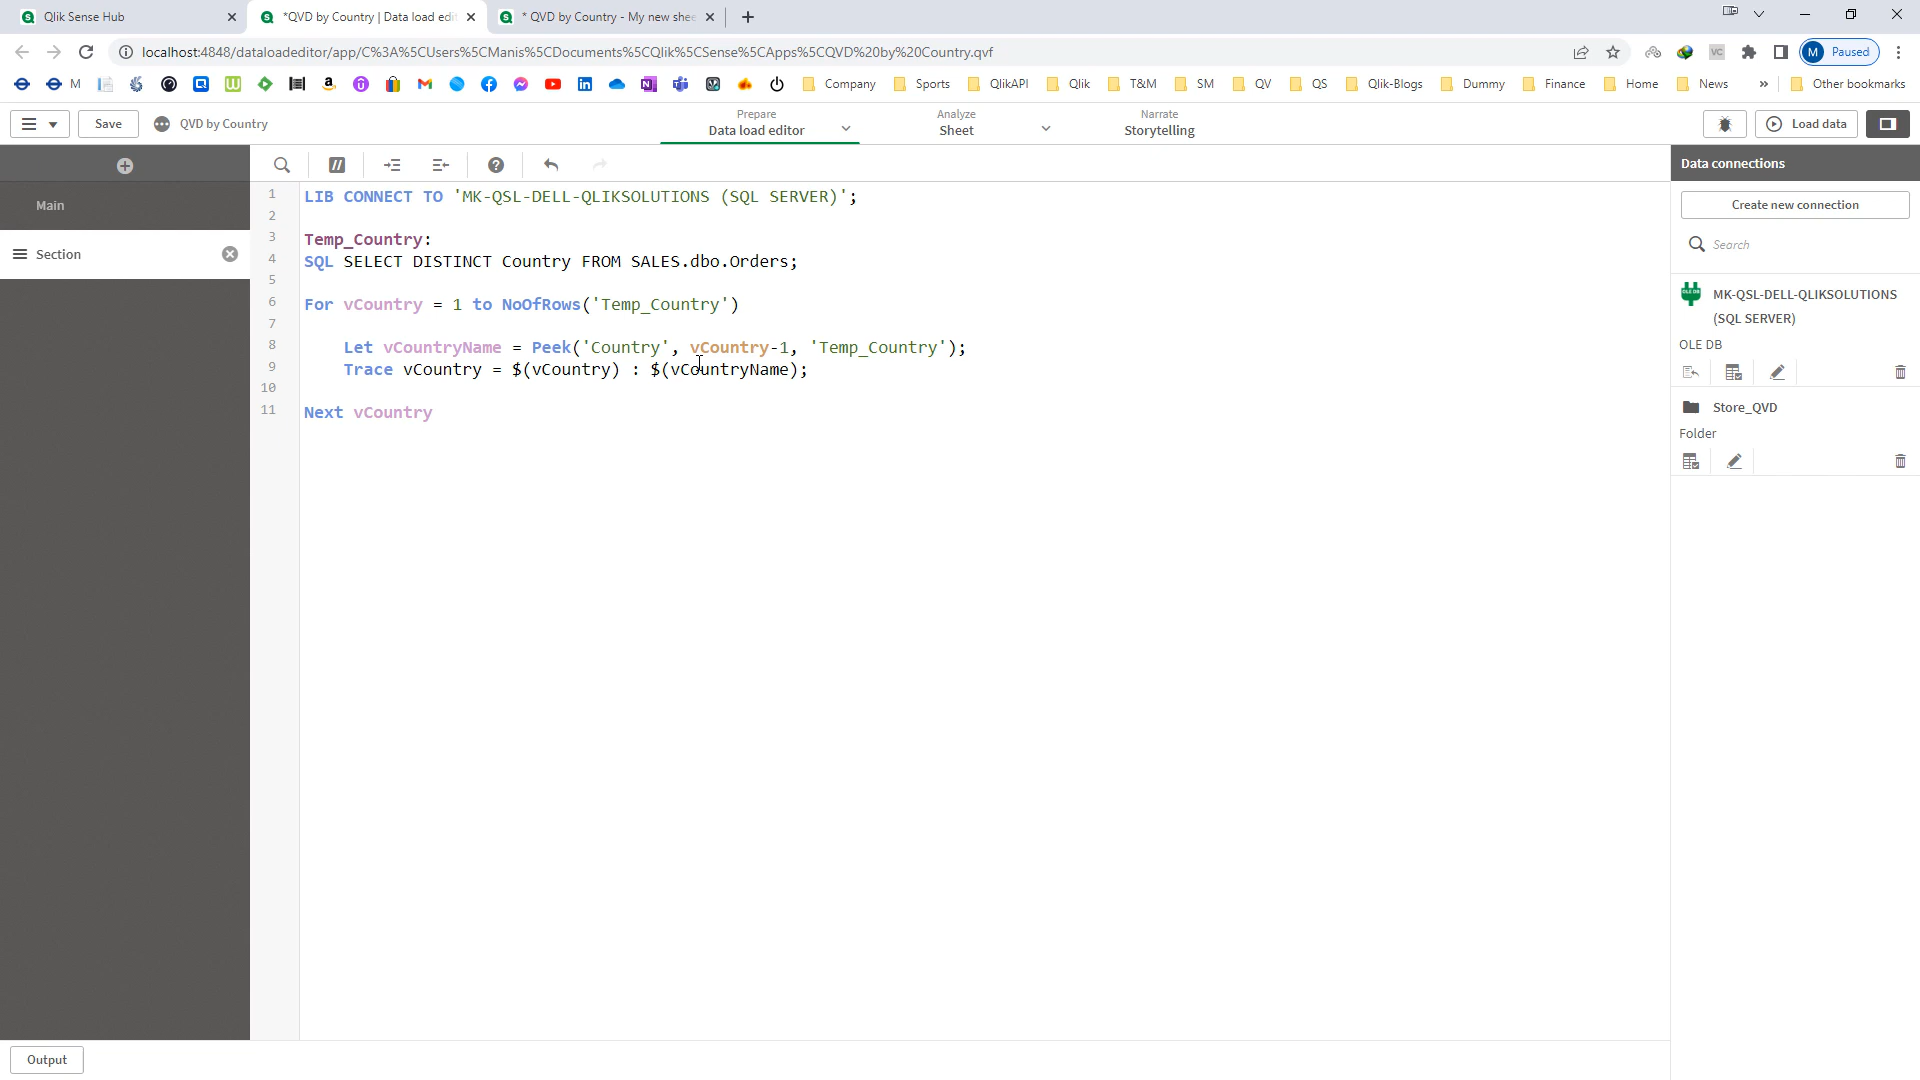 Qlik Sense Hub
*QVD by Country | Data load edit
* QVD by Country - My new shee
localhost:4848/dataloadeditor/app/C%3A%5CUsers%5CManis%5CDocuments%5CQlik%5CSense%5CApps%5CQVD%20by%20Country.qvf
VC
M Paused
M
Company
Sports
QlikAPI
Qlik
T&M
SM
QV
QS
Qlik-Blogs
Dummy
Finance
Home
News
»
Other bookmarks
Save
QVD by Country
Prepare
Data load editor
Analyze
Sheet
Narrate
Storytelling
Load data
Main
Section
1 LIB CONNECT TO 'MK-QSL-DELL-QLIKSOLUTIONS (SQL SERVER)';
2
3 Temp_Country:
4 SQL SELECT DISTINCT Country FROM SALES.dbo.Orders;
5
6 For vCountry = 1 to NoOfRows('Temp_Country')
7
8 Let vCountryName = Peek('Country', vCountry-1, 'Temp_Country');
9 Trace vCountry = $(vCountry) : $(vCountryName);
10
11 Next vCountry
Data connections
Create new connection
Search
OLE DB
MK-QSL-DELL-QLIKSOLUTIONS
(SQL SERVER)
OLE DB
Store_QVD
Folder
Output